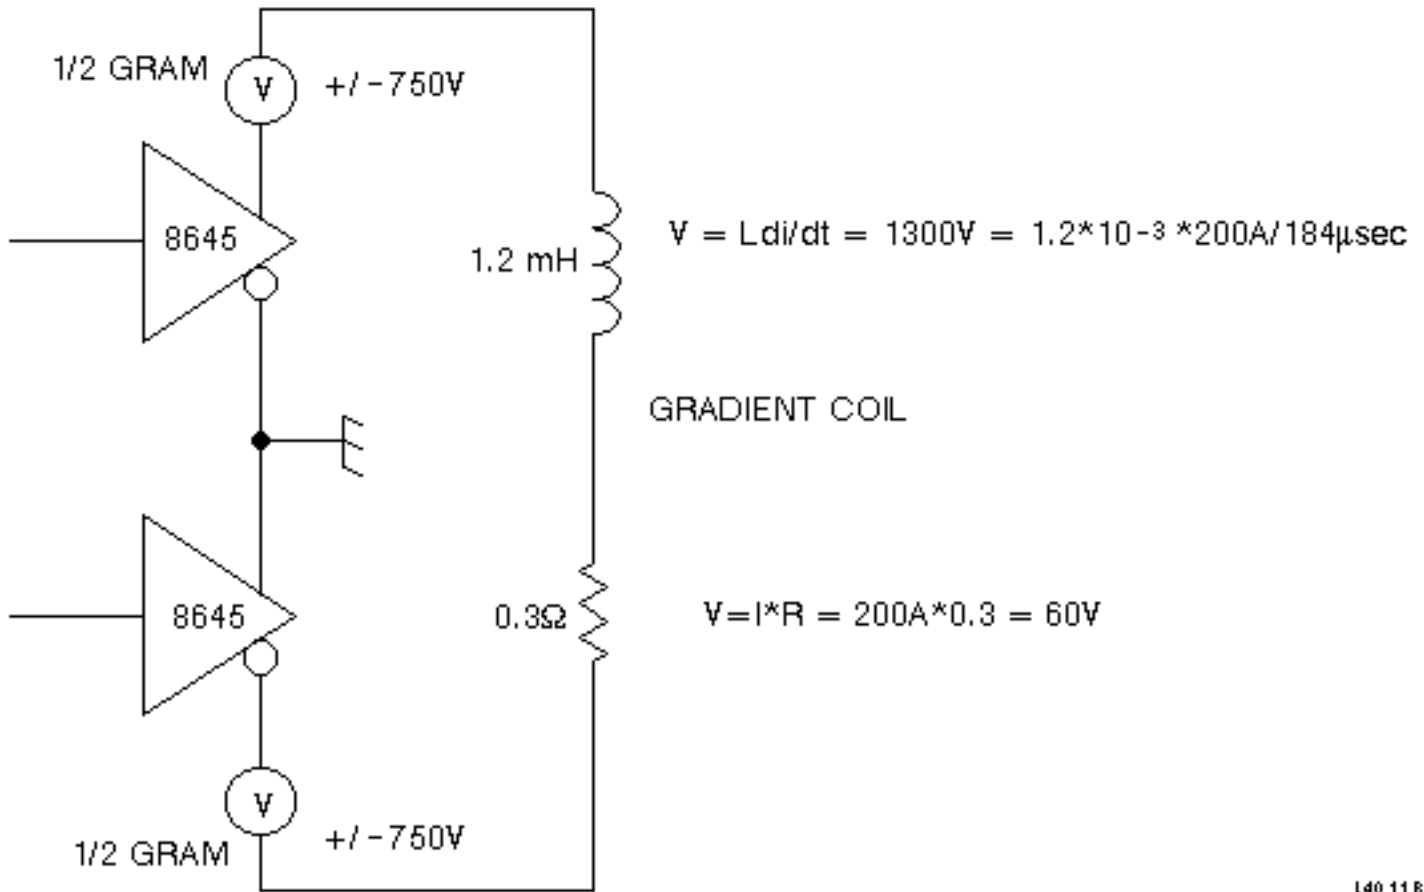 1/2 GRAM
V
+/-750V
8645
1.2 mH
V = Ldi/dt = 1300V = 1.2*10-3 *200A/184µsec
GRADIENT COIL
8645
0.3Ω
V=I*R = 200A*0.3 = 60V
V
+/-750V
1/2 GRAM